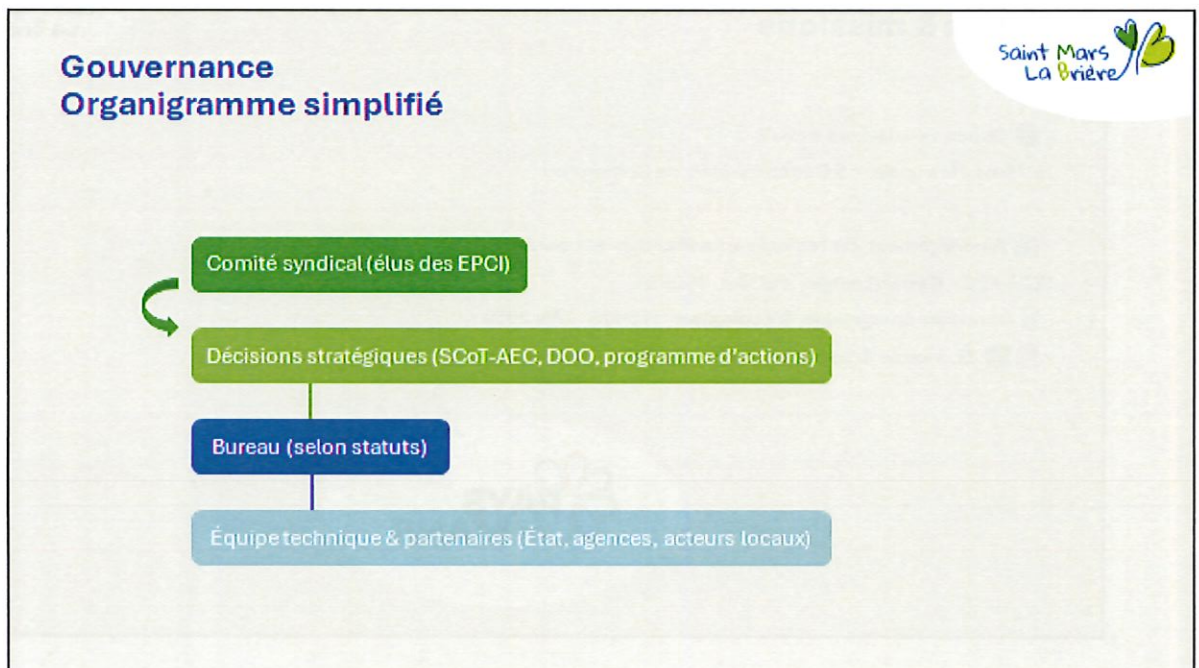 Gouvernance
Organigramme simplifié
Saint Mars
La Brière
Comité syndical (élus des EPCI)
Décisions stratégiques (SCoT-AEC, DOO, programme d'actions)
Bureau (selon statuts)
Équipe technique & partenaires (État, agences, acteurs locaux)